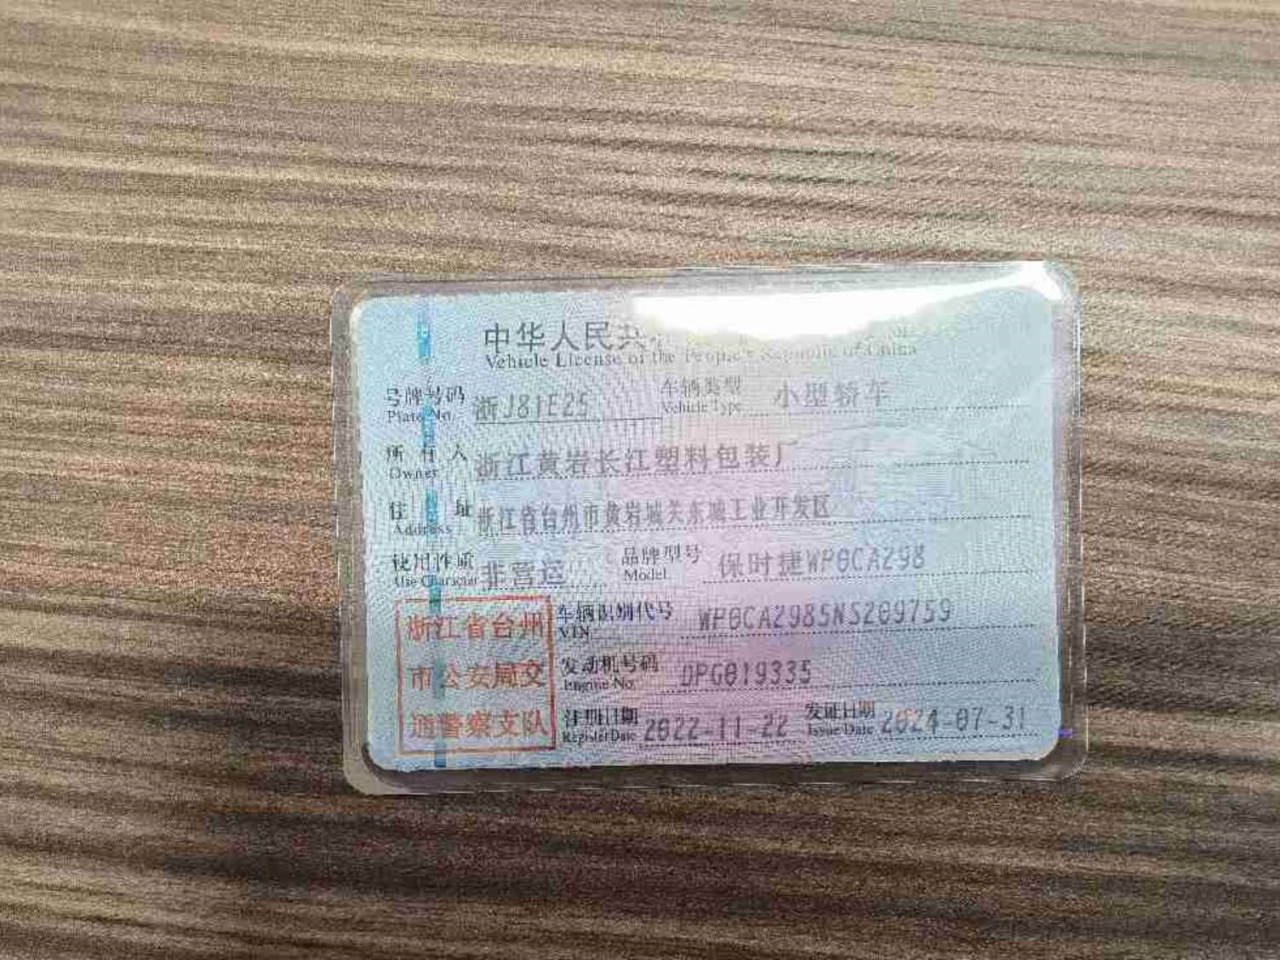 中华人民共
Vehicle License of the People's Republic of China
号牌号码 浙J81E25 车辆类型 小型轿车
Plate No. Vehicle Type
所有人 浙江黄岩长江塑料包装厂
Owner
住址 浙江省台州市黄岩城关东城工业开发区
Address
使用性质 非营运 品牌型号 保时捷WP0CA298
Use Character Model
浙江省台州 车辆识别代号 WP0CA2985NS209759
VIN
市公安局交 发动机号码 DPG019335
Engine No.
通警察支队 注册日期 2022-11-22 发证日期 2024-07-31
Register Date Issue Date